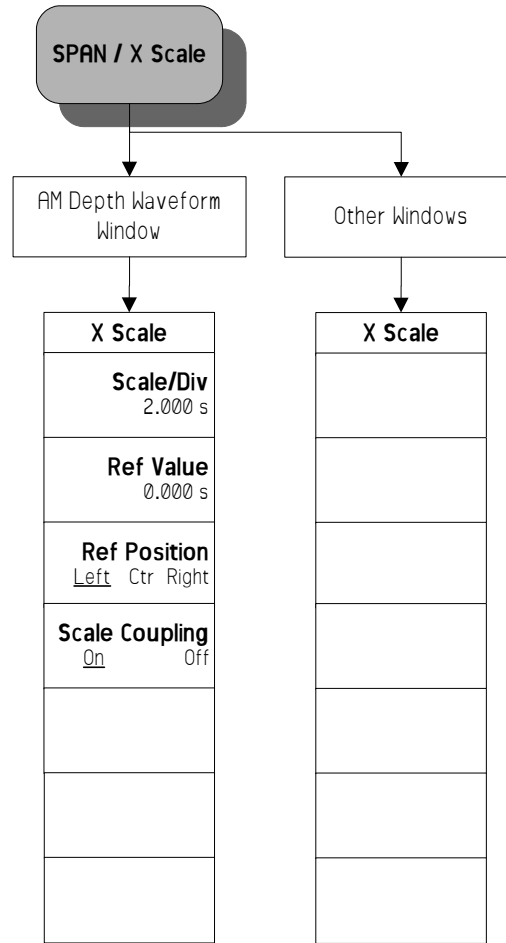 SPAN / X Scale
AM Depth Waveform
Window
Other Windows
X Scale
Scale/Div
2.000 s
Ref Value
0.000 s
Ref Position
Left Ctr Right
Scale Coupling
On Off
X Scale